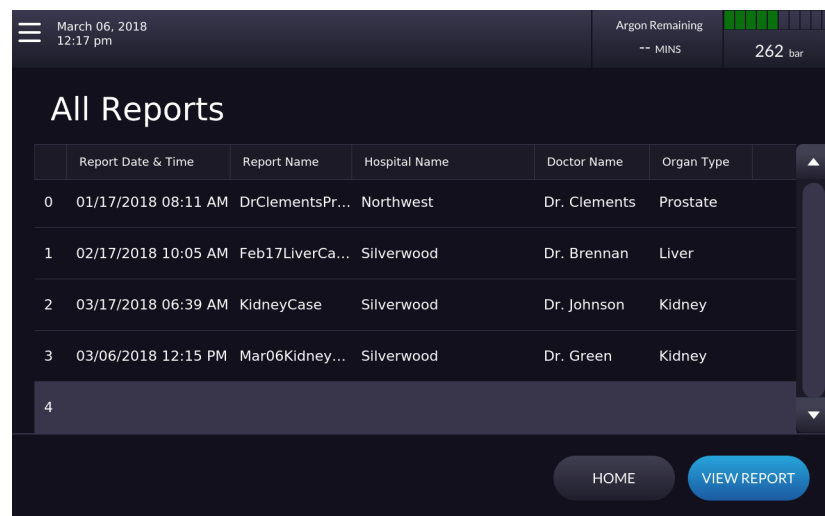 March 06, 2018
12:17 pm
Argon Remaining
-- MINS
262 bar
All Reports
Report Date & Time Report Name Hospital Name Doctor Name Organ Type
0 01/17/2018 08:11 AM DrClementsPr... Northwest Dr. Clements Prostate
1 02/17/2018 10:05 AM Feb17LiverCa... Silverwood Dr. Brennan Liver
2 03/17/2018 06:39 AM KidneyCase Silverwood Dr. Johnson Kidney
3 03/06/2018 12:15 PM Mar06Kidney... Silverwood Dr. Green Kidney
4
HOME VIEW REPORT